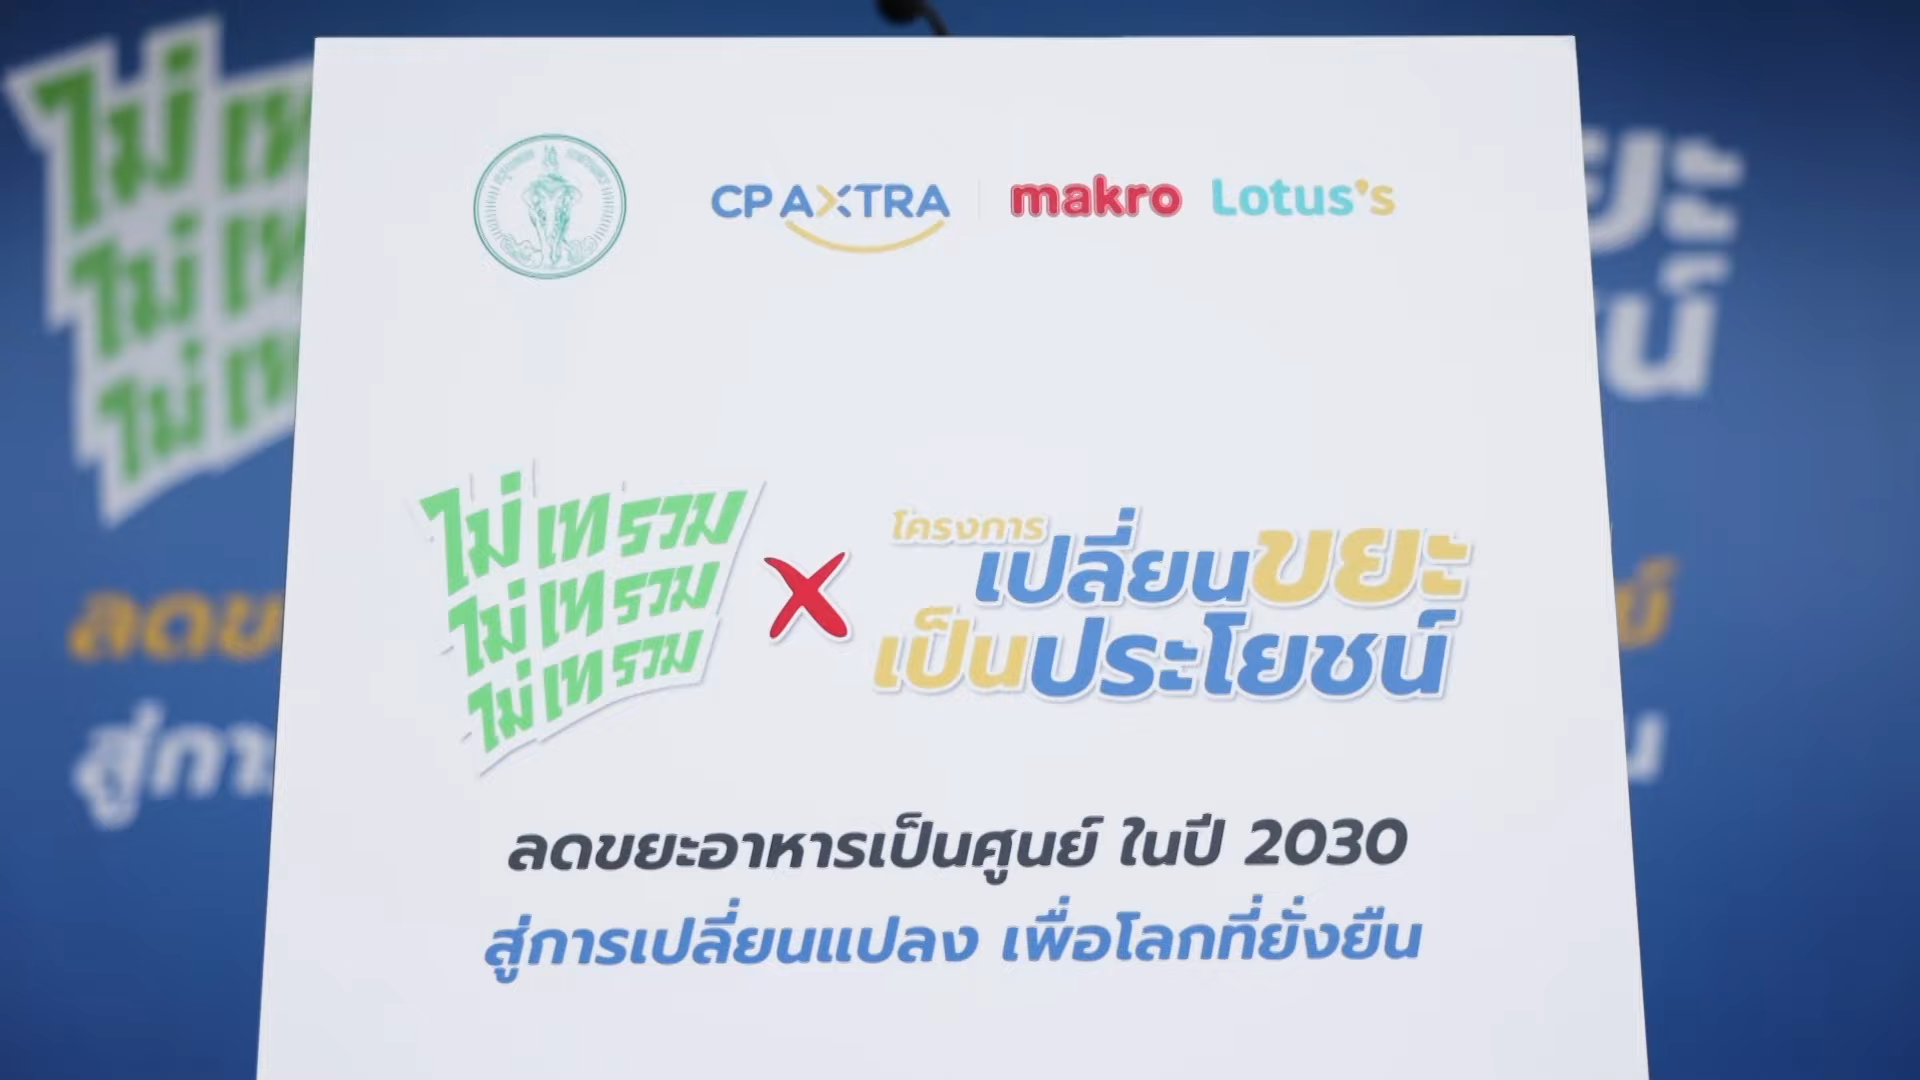 CP AXTRA makro Lotus's
ไม่เทรวม
ไม่เทรวม
ไม่เทรวม
X
โครงการ
เปลี่ยนขยะ
เป็นประโยชน์
ลดขยะอาหารเป็นศูนย์ ในปี 2030
สู่การเปลี่ยนแปลง เพื่อโลกที่ยั่งยืน